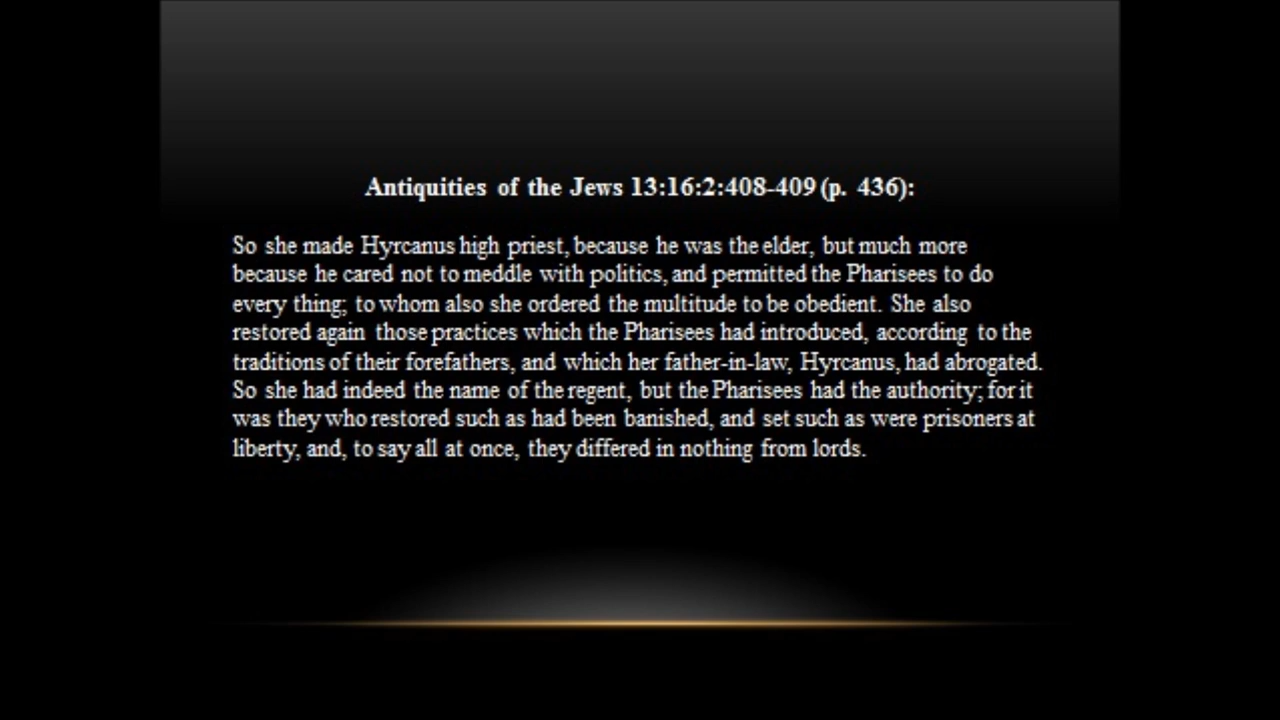 Antiquities of the Jews 13:16:2:408-409 (p. 436):
So she made Hyrcanus high priest, because he was the elder, but much more
because he cared not to meddle with politics, and permitted the Pharisees to do
every thing; to whom also she ordered the multitude to be obedient. She also
restored again those practices which the Pharisees had introduced, according to the
traditions of their forefathers, and which her father-in-law, Hyrcanus, had abrogated.
So she had indeed the name of the regent, but the Pharisees had the authority; for it
was they who restored such as had been banished, and set such as were prisoners at
liberty, and, to say all at once, they differed in nothing from lords.